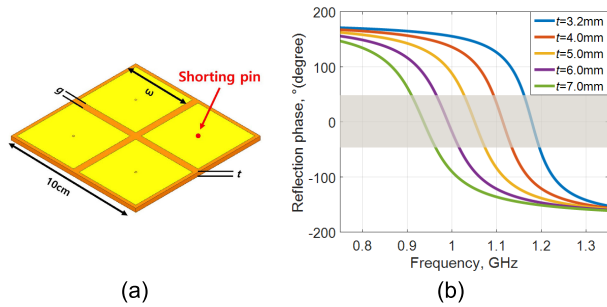 Shorting pin
g
ω
t
10cm
(a)
200
100
0
-100
-200
Reflection phase, °(degree)
0.8 0.9 1 1.1 1.2 1.3
Frequency, GHz
t=3.2mm
t=4.0mm
t=5.0mm
t=6.0mm
t=7.0mm
(b)